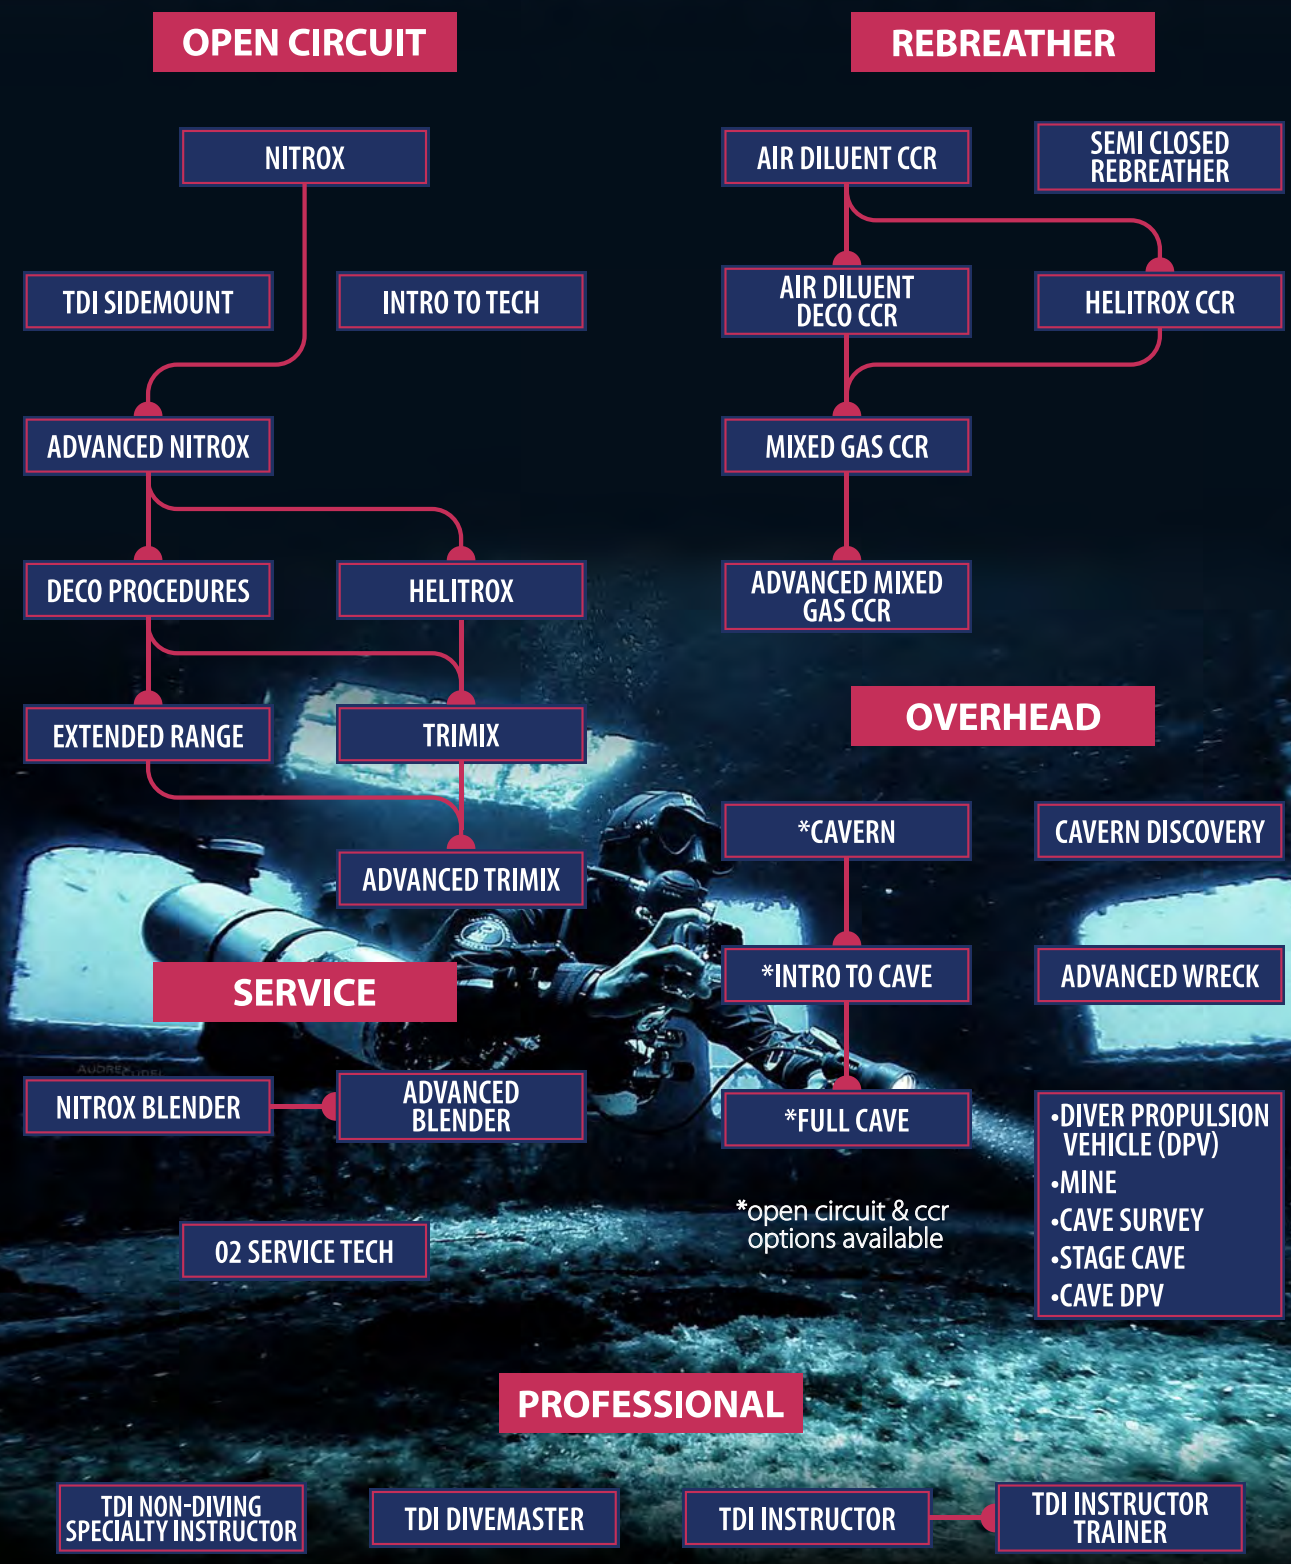 OPEN CIRCUIT
NITROX
TDI SIDEMOUNT
INTRO TO TECH
ADVANCED NITROX
DECO PROCEDURES
HELITROX
EXTENDED RANGE
TRIMIX
ADVANCED TRIMIX
REBREATHER
AIR DILUENT CCR
SEMI CLOSED
REBREATHER
AIR DILUENT
DECO CCR
HELITROX CCR
MIXED GAS CCR
ADVANCED MIXED
GAS CCR
SERVICE
NITROX BLENDER
ADVANCED
BLENDER
02 SERVICE TECH
OVERHEAD
*CAVERN
CAVERN DISCOVERY
*INTRO TO CAVE
ADVANCED WRECK
*FULL CAVE
•DIVER PROPULSION
VEHICLE (DPV)
•MINE
•CAVE SURVEY
•STAGE CAVE
•CAVE DPV
*open circuit & ccr
options available
PROFESSIONAL
TDI NON-DIVING
SPECIALTY INSTRUCTOR
TDI DIVEMASTER
TDI INSTRUCTOR
TDI INSTRUCTOR
TRAINER